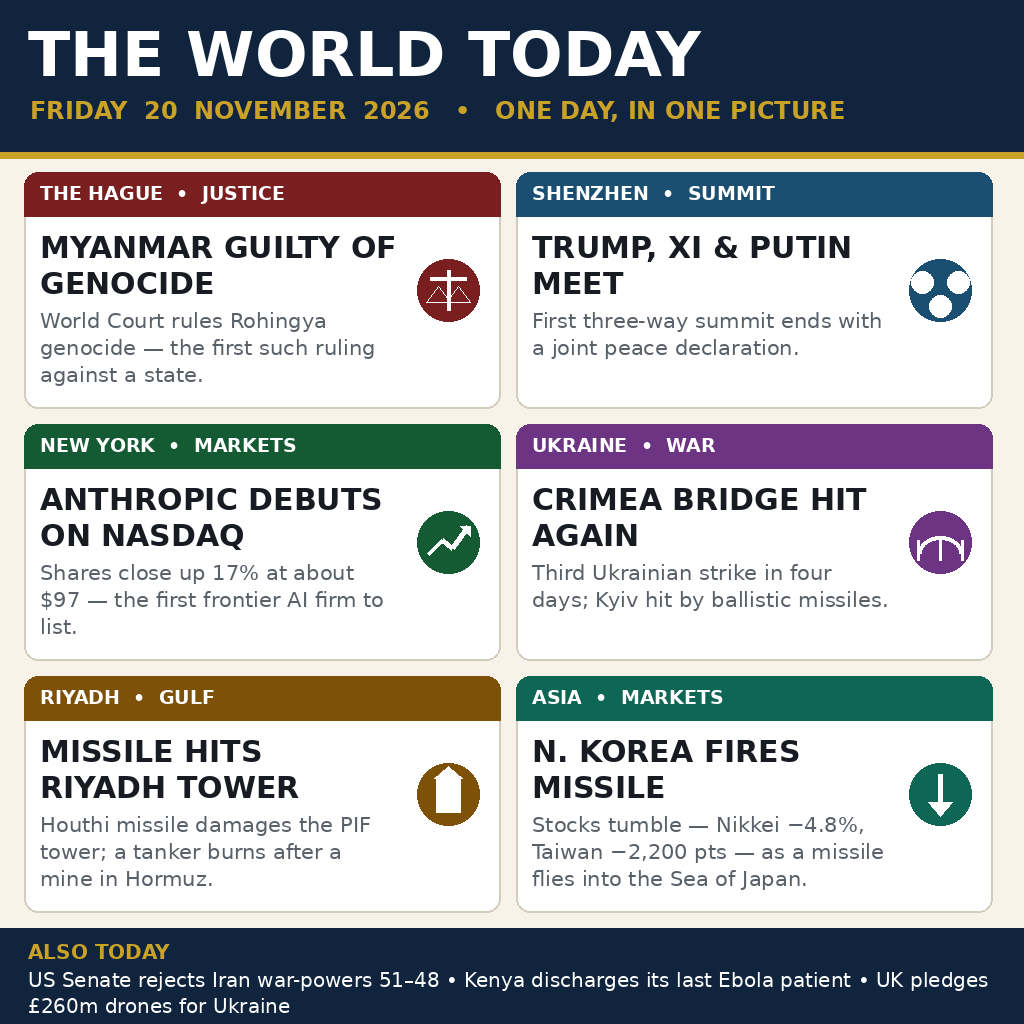 THE WORLD TODAY
FRIDAY 20 NOVEMBER 2026 • ONE DAY, IN ONE PICTURE
THE HAGUE • JUSTICE
MYANMAR GUILTY OF
GENOCIDE
World Court rules Rohingya
genocide — the first such ruling
against a state.
SHENZHEN • SUMMIT
TRUMP, XI & PUTIN
MEET
First three-way summit ends with
a joint peace declaration.
NEW YORK • MARKETS
ANTHROPIC DEBUTS
ON NASDAQ
Shares close up 17% at about
$97 — the first frontier AI firm to
list.
UKRAINE • WAR
CRIMEA BRIDGE HIT
AGAIN
Third Ukrainian strike in four
days; Kyiv hit by ballistic missiles.
RIYADH • GULF
MISSILE HITS
RIYADH TOWER
Houthi missile damages the PIF
tower; a tanker burns after a
mine in Hormuz.
ASIA • MARKETS
N. KOREA FIRES
MISSILE
Stocks tumble — Nikkei −4.8%,
Taiwan −2,200 pts — as a missile
flies into the Sea of Japan.
ALSO TODAY
US Senate rejects Iran war-powers 51–48 • Kenya discharges its last Ebola patient • UK pledges
£260m drones for Ukraine